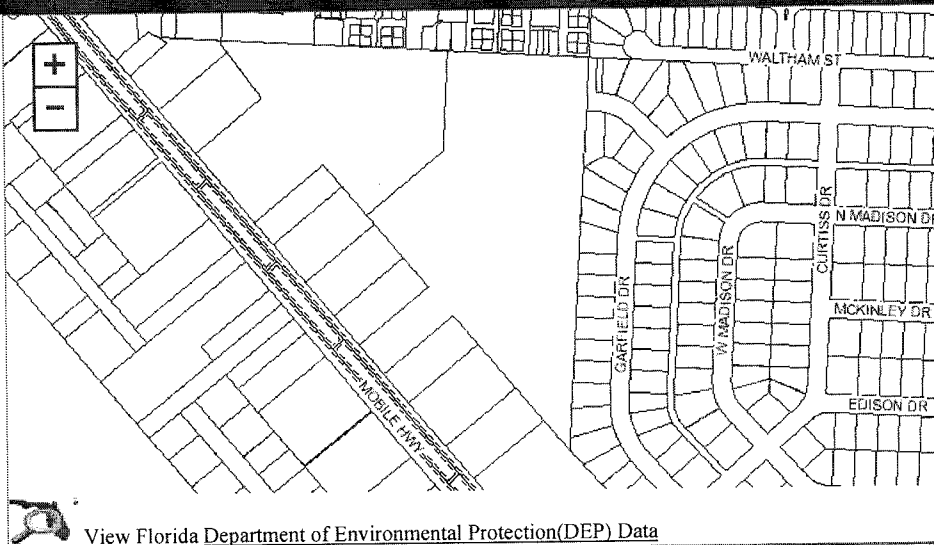 +
−
WALTHAM ST
N MADISON DR
CURTISS DR
W MADISON DR
GARFIELD DR
MCKINLEY DR
EDISON DR
MOBILE HWY
View Florida Department of Environmental Protection(DEP) Data